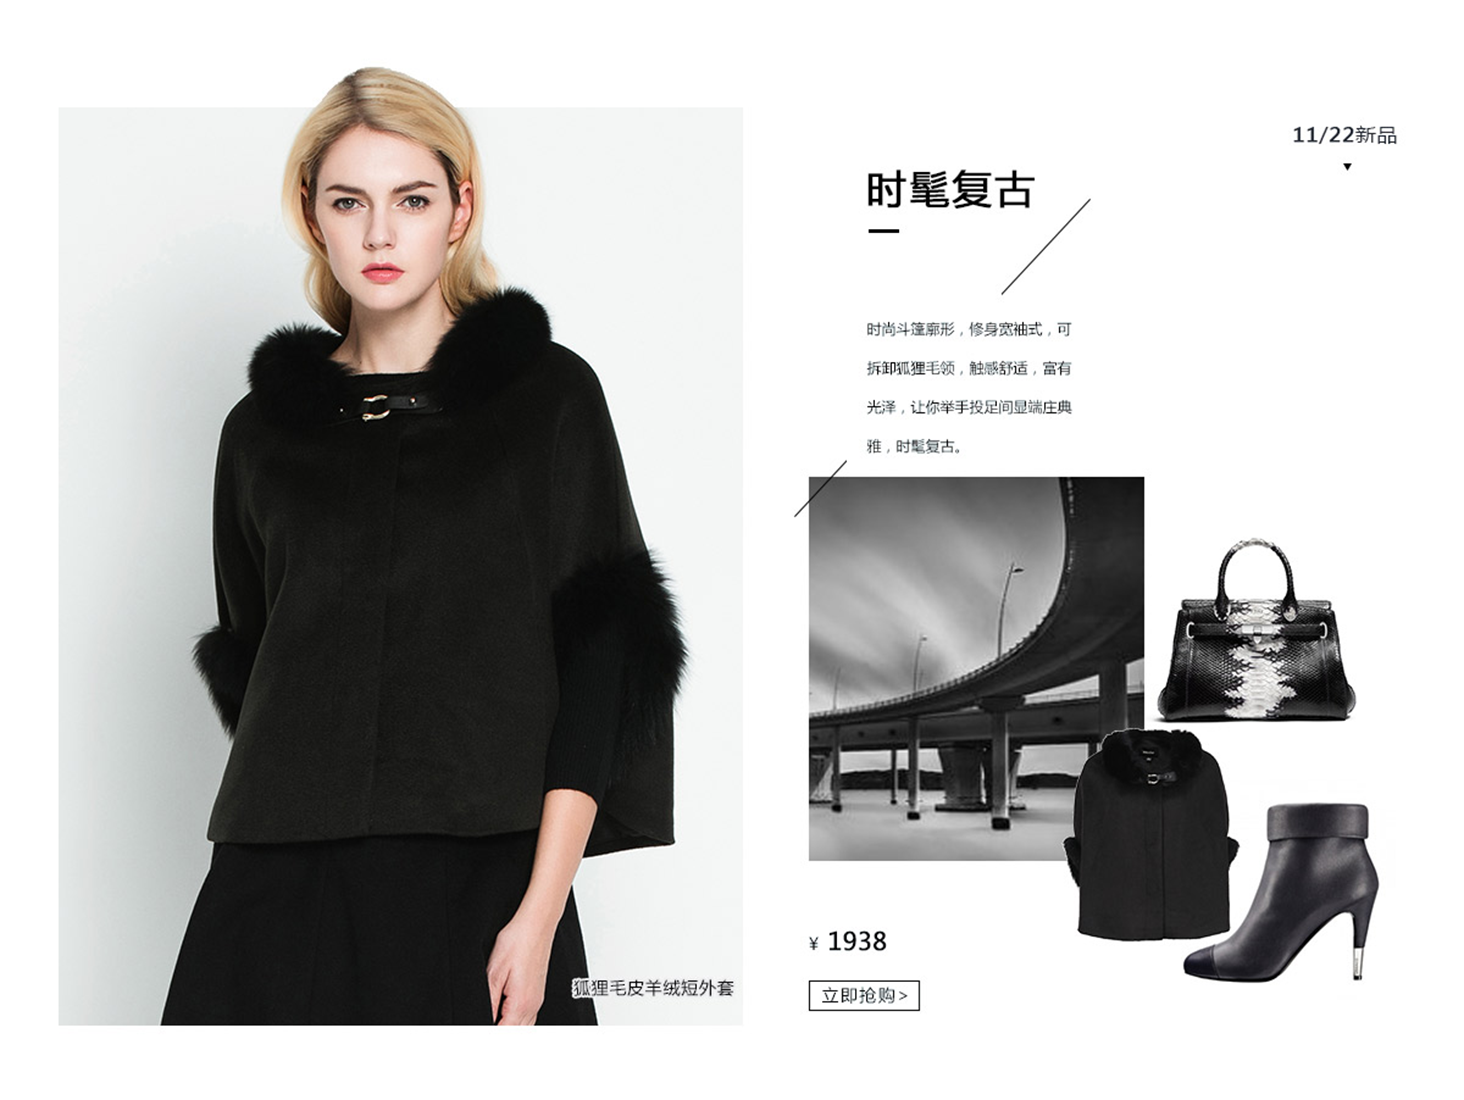 11/22新品
时髦复古
时尚斗篷廓形，修身宽袖式，可
拆卸狐狸毛领，触感舒适，富有
光泽，让你举手投足间显端庄典
雅，时髦复古。
¥ 1938
立即抢购>
狐狸毛皮羊绒短外套